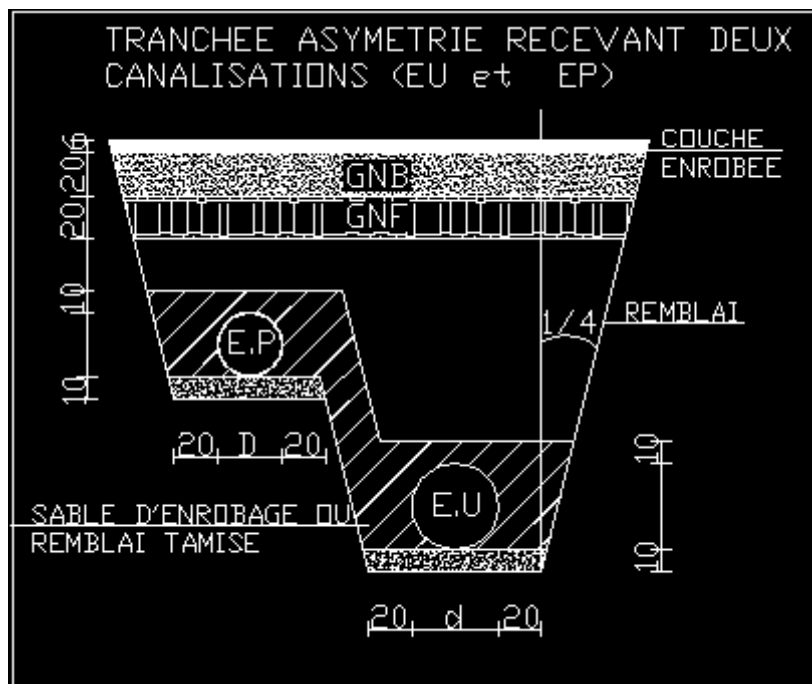 TRANCHEE ASYMETRIE RECEVANT DEUX
CANALISATIONS (EU et EP)
6
COUCHE
ENROBEE
20
GNB
20
GNF
10
1/4
REMBLAI
E.P
10
20 D 20
10
E.U
SABLE D'ENROBAGE OU
REMBLAI TAMISE
10
20 d 20